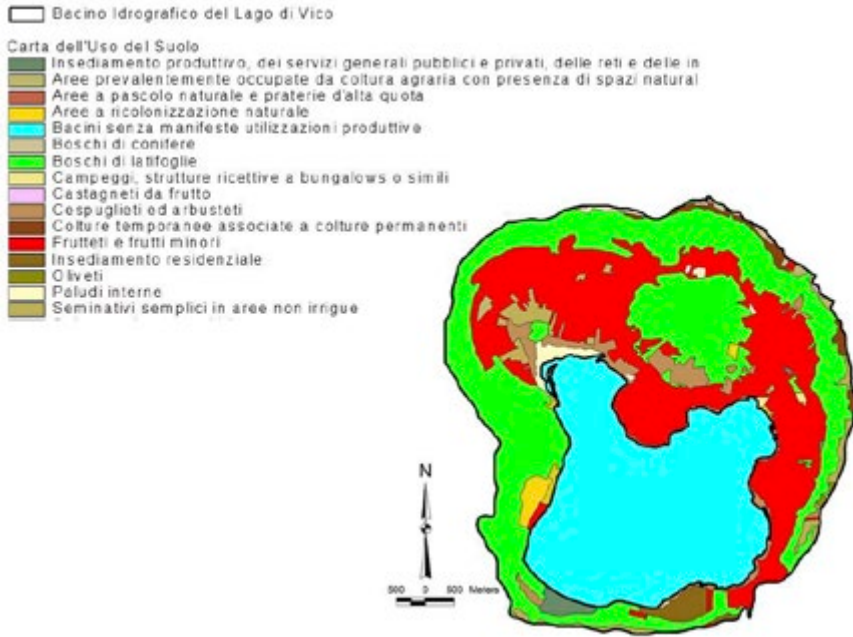 Bacino Idrografico del Lago di Vico
Carta dell'Uso del Suolo
Insediamento produttivo, dei servizi generali pubblici e privati, delle reti e delle in
Aree prevalentemente occupate da coltura agraria con presenza di spazi natural
Aree a pascolo naturale e praterie d'alta quota
Aree a ricolonizzazione naturale
Bacini senza manifeste utilizzazioni produttive
Boschi di conifere
Boschi di latifoglie
Campeggi, strutture ricettive a bungalows o simili
Castagneti da frutto
Cespuglieti ed arbusteti
Colture temporanee associate a colture permanenti
Frutteti e frutti minori
Insediamento residenziale
Oliveti
Paludi interne
Seminativi semplici in aree non irrigue
N
500 0 500 Meters